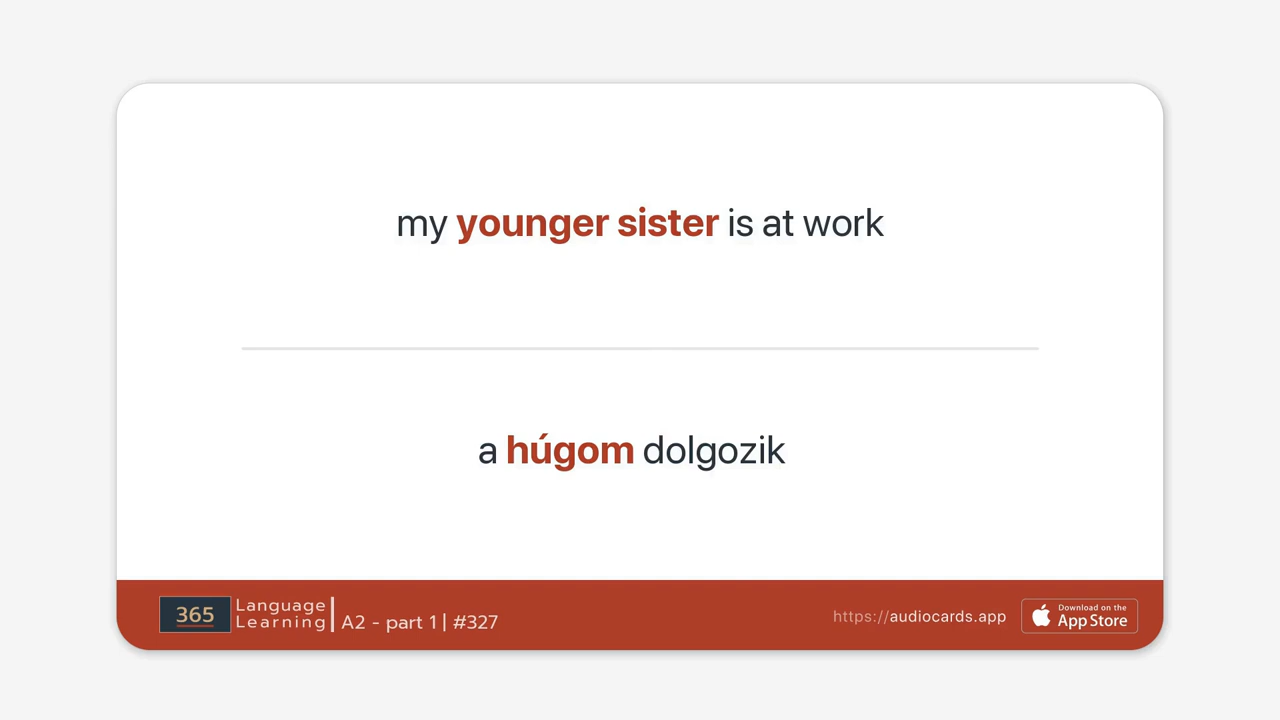 my younger sister is at work
a húgom dolgozik
365
Language
Learning
A2 - part 1 | #327
https://audiocards.app
Download on the
App Store